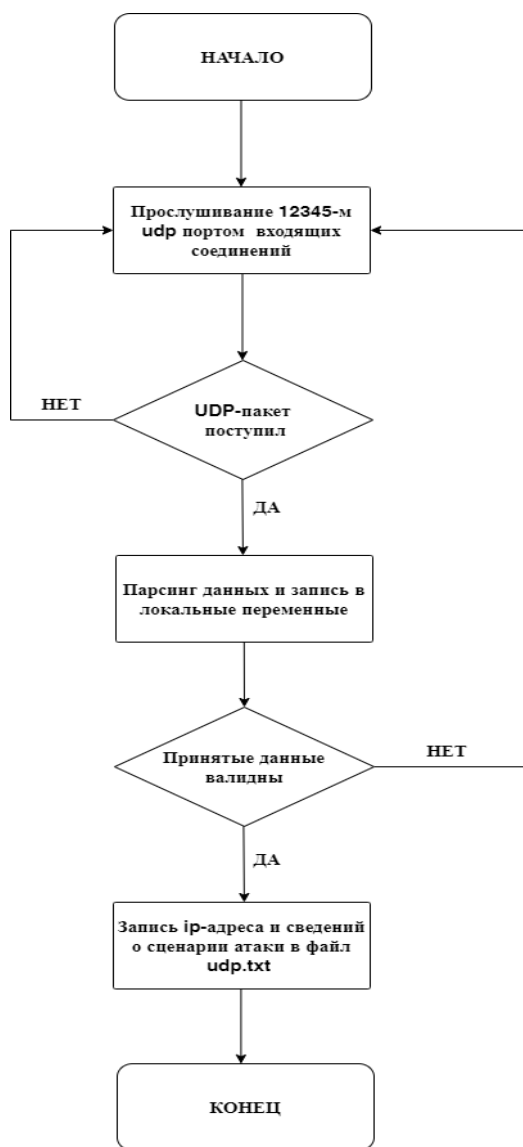 НАЧАЛО
Прослушивание 12345-м
udp портом входящих
соединений
НЕТ
UDP-пакет
поступил
ДА
Парсинг данных и запись в
локальные переменные
Принятые данные
валидны
НЕТ
ДА
Запись ip-адреса и сведений
о сценарии атаки в файл
udp.txt
КОНЕЦ